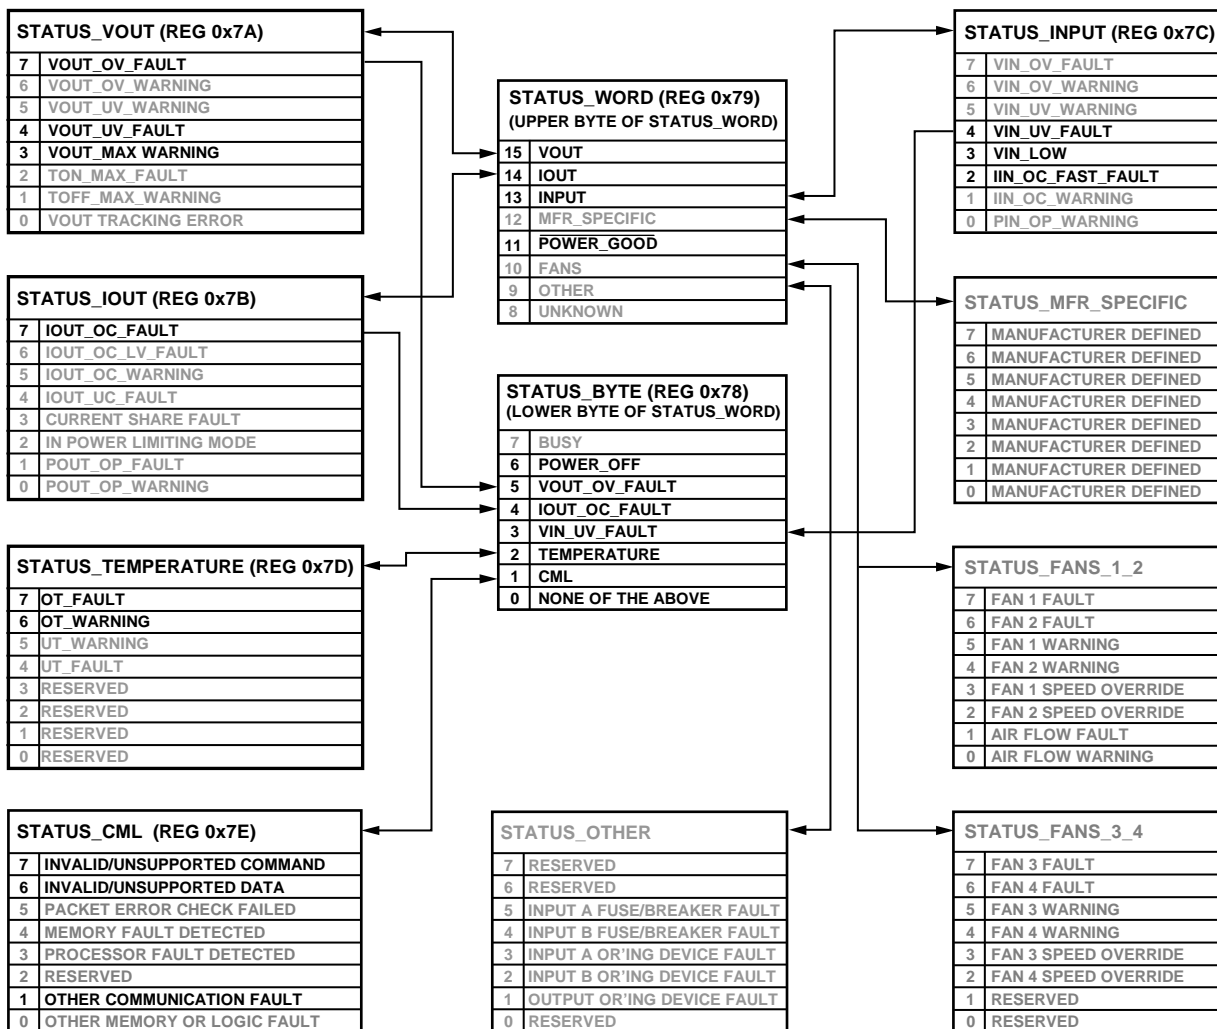 STATUS_VOUT (REG 0x7A)
7 VOUT_OV_FAULT
6 VOUT_OV_WARNING
5 VOUT_UV_WARNING
4 VOUT_UV_FAULT
3 VOUT_MAX WARNING
2 TON_MAX_FAULT
1 TOFF_MAX_WARNING
0 VOUT TRACKING ERROR
STATUS_IOUT (REG 0x7B)
7 IOUT_OC_FAULT
6 IOUT_OC_LV_FAULT
5 IOUT_OC_WARNING
4 IOUT_UC_FAULT
3 CURRENT SHARE FAULT
2 IN POWER LIMITING MODE
1 POUT_OP_FAULT
0 POUT_OP_WARNING
STATUS_TEMPERATURE (REG 0x7D)
7 OT_FAULT
6 OT_WARNING
5 UT_WARNING
4 UT_FAULT
3 RESERVED
2 RESERVED
1 RESERVED
0 RESERVED
STATUS_CML (REG 0x7E)
7 INVALID/UNSUPPORTED COMMAND
6 INVALID/UNSUPPORTED DATA
5 PACKET ERROR CHECK FAILED
4 MEMORY FAULT DETECTED
3 PROCESSOR FAULT DETECTED
2 RESERVED
1 OTHER COMMUNICATION FAULT
0 OTHER MEMORY OR LOGIC FAULT
STATUS_WORD (REG 0x79)
(UPPER BYTE OF STATUS_WORD)
15 VOUT
14 IOUT
13 INPUT
12 MFR_SPECIFIC
11 POWER_GOOD
10 FANS
9 OTHER
8 UNKNOWN
STATUS_BYTE (REG 0x78)
(LOWER BYTE OF STATUS_WORD)
7 BUSY
6 POWER_OFF
5 VOUT_OV_FAULT
4 IOUT_OC_FAULT
3 VIN_UV_FAULT
2 TEMPERATURE
1 CML
0 NONE OF THE ABOVE
STATUS_OTHER
7 RESERVED
6 RESERVED
5 INPUT A FUSE/BREAKER FAULT
4 INPUT B FUSE/BREAKER FAULT
3 INPUT A OR’ING DEVICE FAULT
2 INPUT B OR’ING DEVICE FAULT
1 OUTPUT OR’ING DEVICE FAULT
0 RESERVED
STATUS_INPUT (REG 0x7C)
7 VIN_OV_FAULT
6 VIN_OV_WARNING
5 VIN_UV_WARNING
4 VIN_UV_FAULT
3 VIN_LOW
2 IIN_OC_FAST_FAULT
1 IIN_OC_WARNING
0 PIN_OP_WARNING
STATUS_MFR_SPECIFIC
7 MANUFACTURER DEFINED
6 MANUFACTURER DEFINED
5 MANUFACTURER DEFINED
4 MANUFACTURER DEFINED
3 MANUFACTURER DEFINED
2 MANUFACTURER DEFINED
1 MANUFACTURER DEFINED
0 MANUFACTURER DEFINED
STATUS_FANS_1_2
7 FAN 1 FAULT
6 FAN 2 FAULT
5 FAN 1 WARNING
4 FAN 2 WARNING
3 FAN 1 SPEED OVERRIDE
2 FAN 2 SPEED OVERRIDE
1 AIR FLOW FAULT
0 AIR FLOW WARNING
STATUS_FANS_3_4
7 FAN 3 FAULT
6 FAN 4 FAULT
5 FAN 3 WARNING
4 FAN 4 WARNING
3 FAN 3 SPEED OVERRIDE
2 FAN 4 SPEED OVERRIDE
1 RESERVED
0 RESERVED